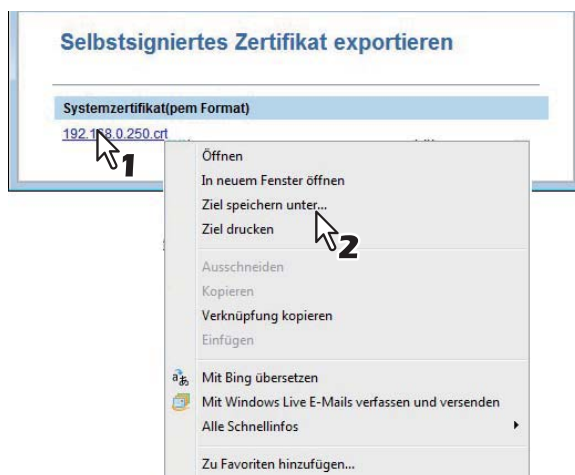 Selbstsigniertes Zertifikat exportieren
Systemzertifikat(pem Format)
192.168.0.250.crt
1
Öffnen
In neuem Fenster öffnen
Ziel speichern unter...
2
Ziel drucken
Ausschneiden
Kopieren
Verknüpfung kopieren
Einfügen
Mit Bing übersetzen
Mit Windows Live E-Mails verfassen und versenden
Alle Schnellinfos
Zu Favoriten hinzufügen...